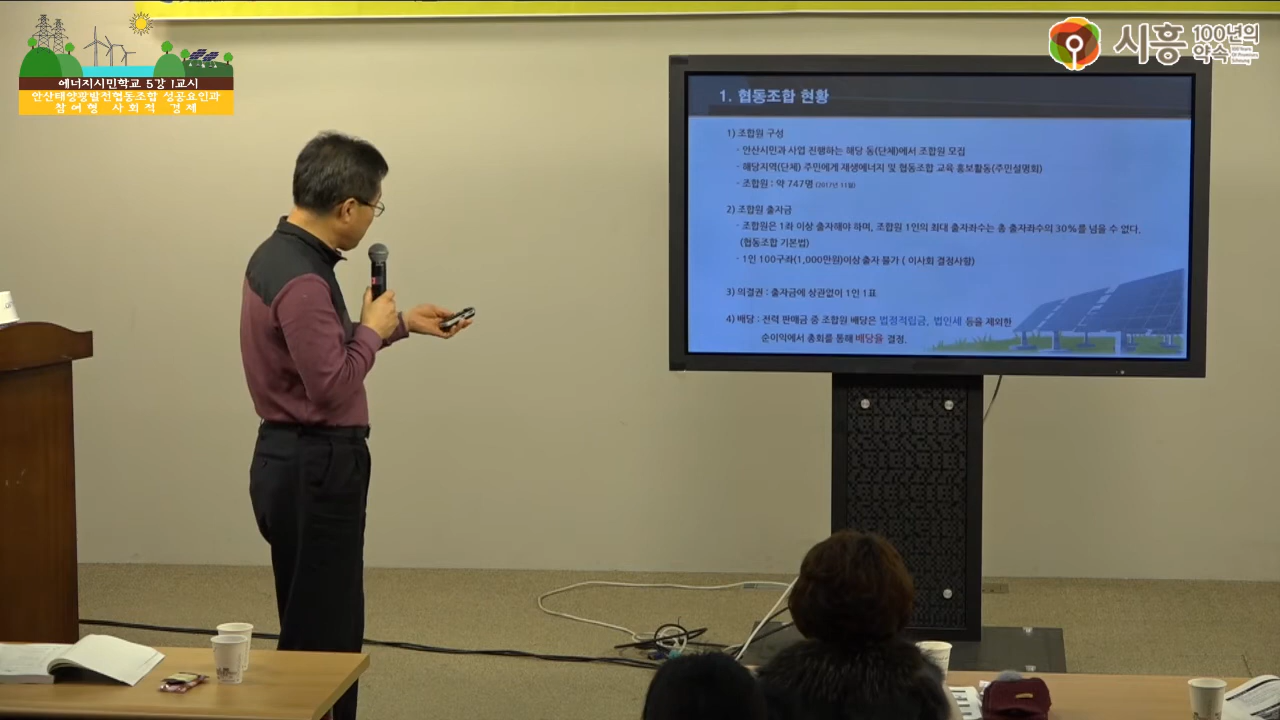 에너지시민학교 5강 1교시
안산태양광발전협동조합 성공요인과
참여형 사회적 경제
시흥 100년의 약속
1. 협동조합 현황
1) 조합원 구성
- 안산시민과 사업 진행하는 해당 동(단체)에서 조합원 모집
- 해당지역(단체) 주민에게 재생에너지 및 협동조합 교육 홍보활동(주민설명회)
- 조합원 : 약 747명 (2017년 11월)
2) 조합원 출자금
- 조합원은 1좌 이상 출자해야 하며, 조합원 1인의 최대 출자좌수는 총 출자좌수의 30%를 넘을 수 없다.
(협동조합 기본법)
- 1인 100구좌(1,000만원)이상 출자 불가 ( 이사회 결정사항)
3) 의결권 : 출자금에 상관없이 1인 1표
4) 배당 : 전력 판매금 중 조합원 배당은 법정적립금, 법인세 등을 제외한
순이익에서 총회를 통해 배당율 결정.